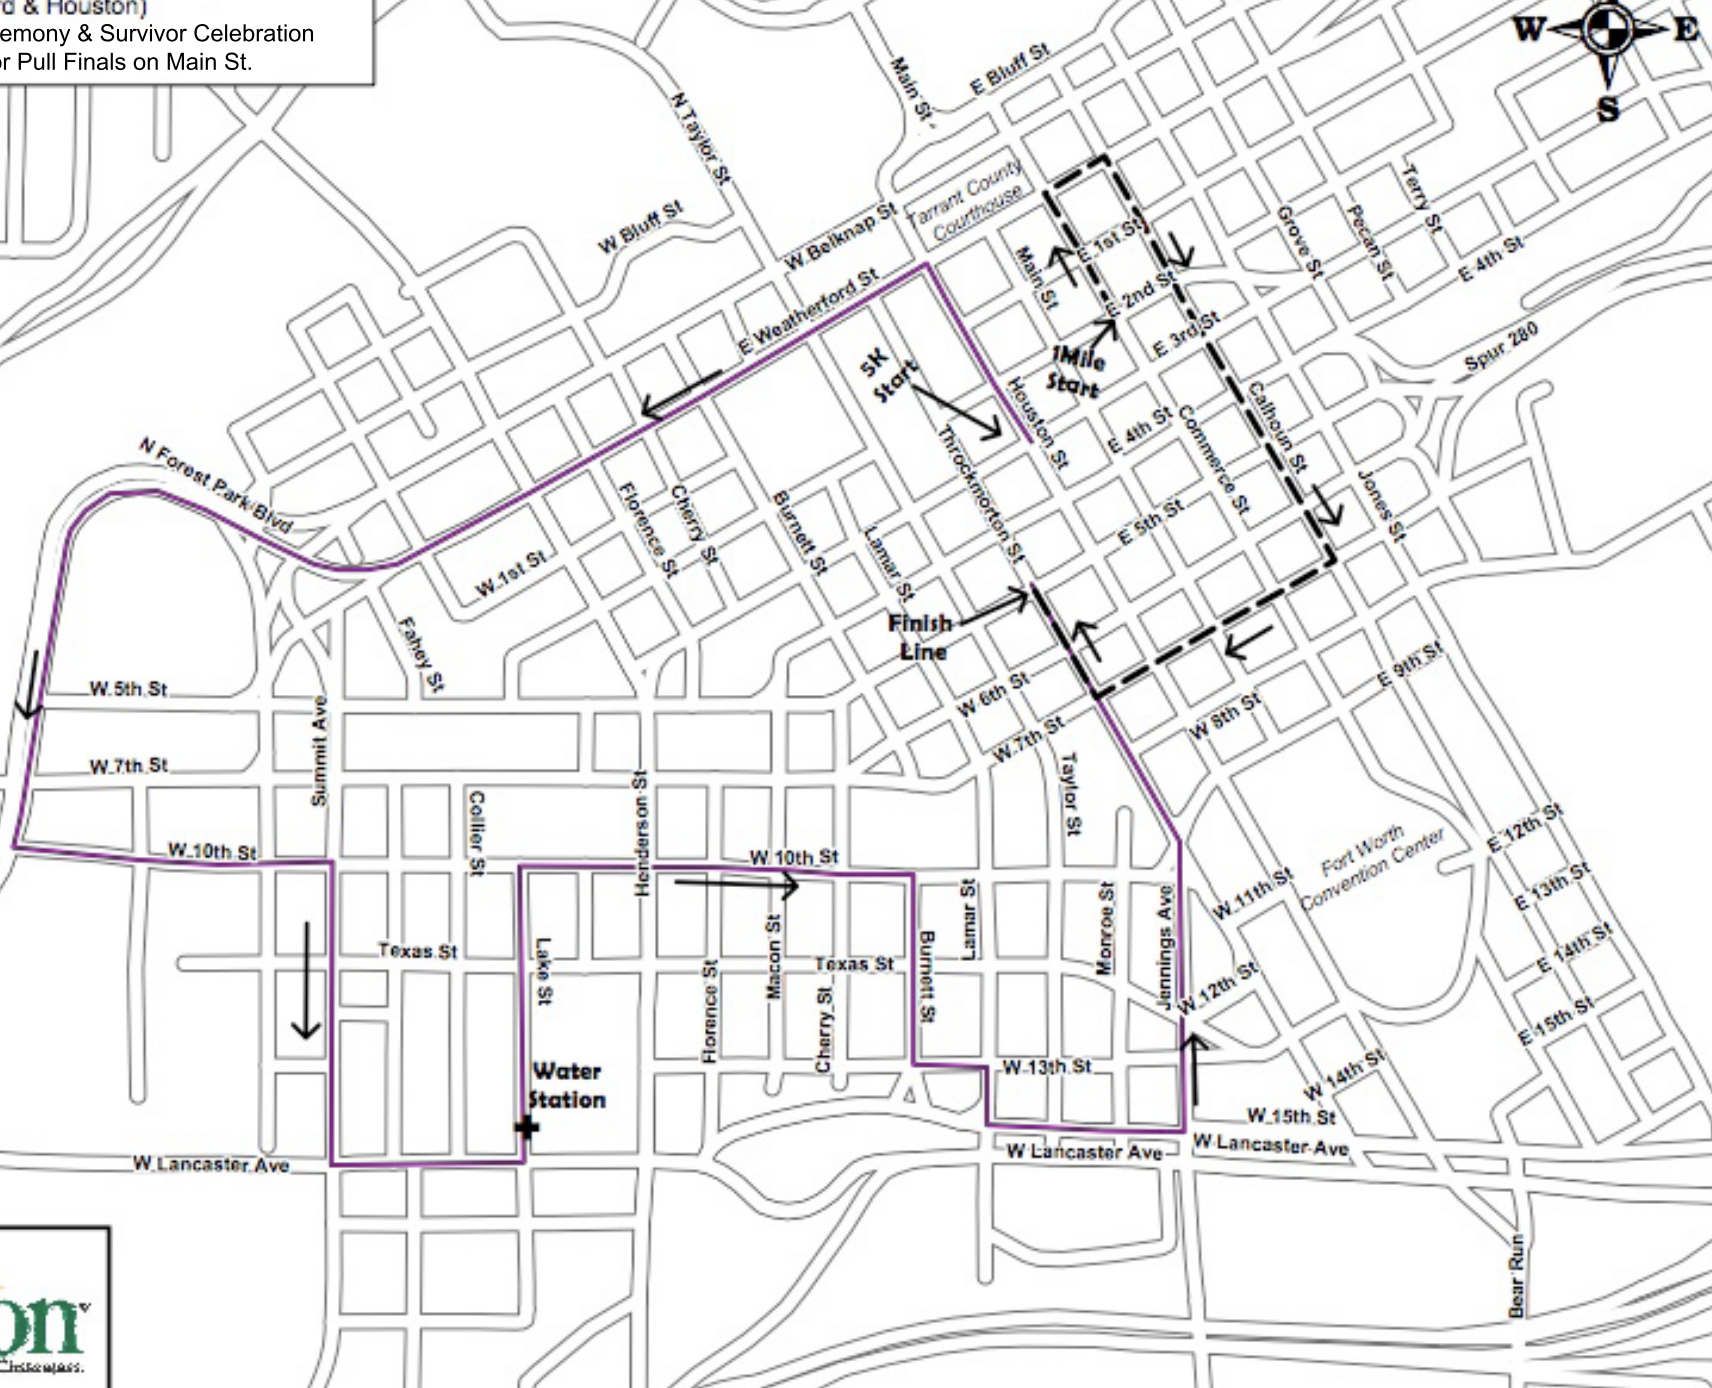 rd & Houston)
emony & Survivor Celebration
or Pull Finals on Main St.
W E
S
E Bluff St
Main St
N Taylor St
Tarrant County
Courthouse
W Bluff St
W Belknap St
E Weatherford St
Main St
E 1st St
E 2nd St
E 3rd St
Grove St
Pecan St
Terry St
E 4th St
Spur 280
1Mile
Start
5K
Start
Houston St
E 4th St
Commerce St
Calhoun St
Jones St
Throckmorton St
E 5th St
N Forest Park Blvd
Florence St
Cherry St
Burnett St
Lamar St
W 1st St
Fahey St
Finish
Line
W 6th St
W 7th St
W 8th St
E 9th St
W 5th St
W 7th St
Summit Ave
Collier St
Henderson St
Taylor St
W 10th St
W 10th St
Fort Worth
Convention Center
E 12th St
E 13th St
E 14th St
E 15th St
W 11th St
W 12th St
Texas St
Lake St
Florence St
Macon St
Cherry St
Texas St
Burnett St
Lamar St
Monroe St
Jennings Ave
Water
Station
W 13th St
W 14th St
W 15th St
W Lancaster Ave
W Lancaster Ave
W Lancaster Ave
Bear Run
on